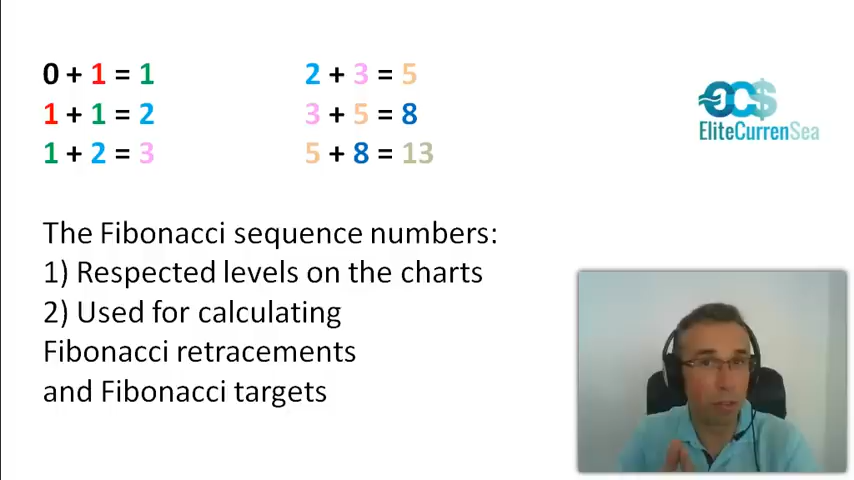 0 + 1 = 1
1 + 1 = 2
1 + 2 = 3
2 + 3 = 5
3 + 5 = 8
5 + 8 = 13
eC$
EliteCurrenSea
The Fibonacci sequence numbers:
1) Respected levels on the charts
2) Used for calculating
Fibonacci retracements
and Fibonacci targets